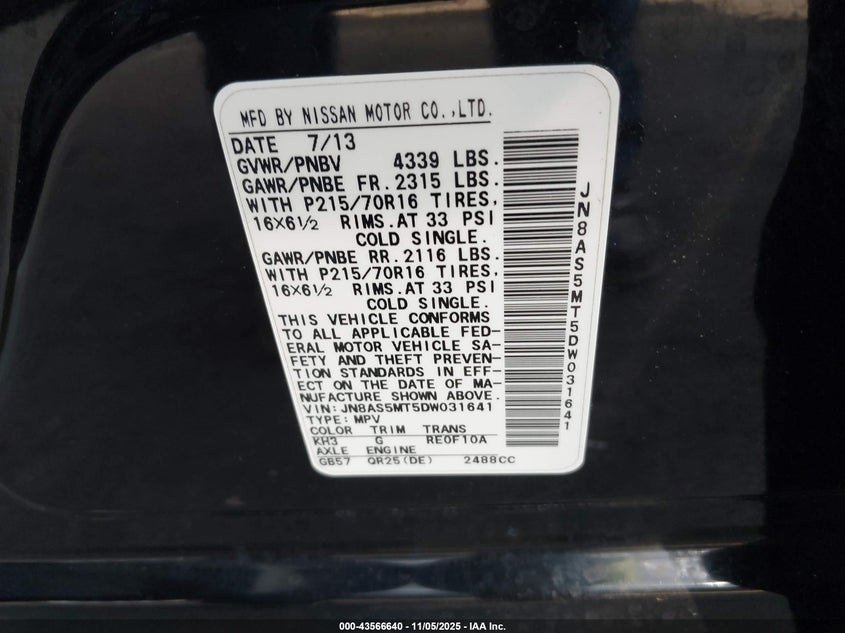 MFD BY NISSAN MOTOR CO.,LTD.
DATE 7/13
GVWR/PNBV 4339 LBS.
GAWR/PNBE FR.2315 LBS.
WITH P215/70R16 TIRES,
16X6½ RIMS.AT 33 PSI
COLD SINGLE.
GAWR/PNBE RR.2116 LBS.
WITH P215/70R16 TIRES,
16X6½ RIMS.AT 33 PSI
COLD SINGLE.
THIS VEHICLE CONFORMS
TO ALL APPLICABLE FED-
ERAL MOTOR VEHICLE SA-
FETY AND THEFT PREVEN-
TION STANDARDS IN EFF-
ECT ON THE DATE OF MA-
NUFACTURE SHOWN ABOVE.
VIN:JN8AS5MT5DW031641
TYPE:MPV
COLOR TRIM TRANS
KH3 G RE0F10A
AXLE ENGINE
GB57 QR25(DE) 2488CC
JN8AS5MT5DW031641
000-43566640 - 11/05/2025 - IAA Inc.